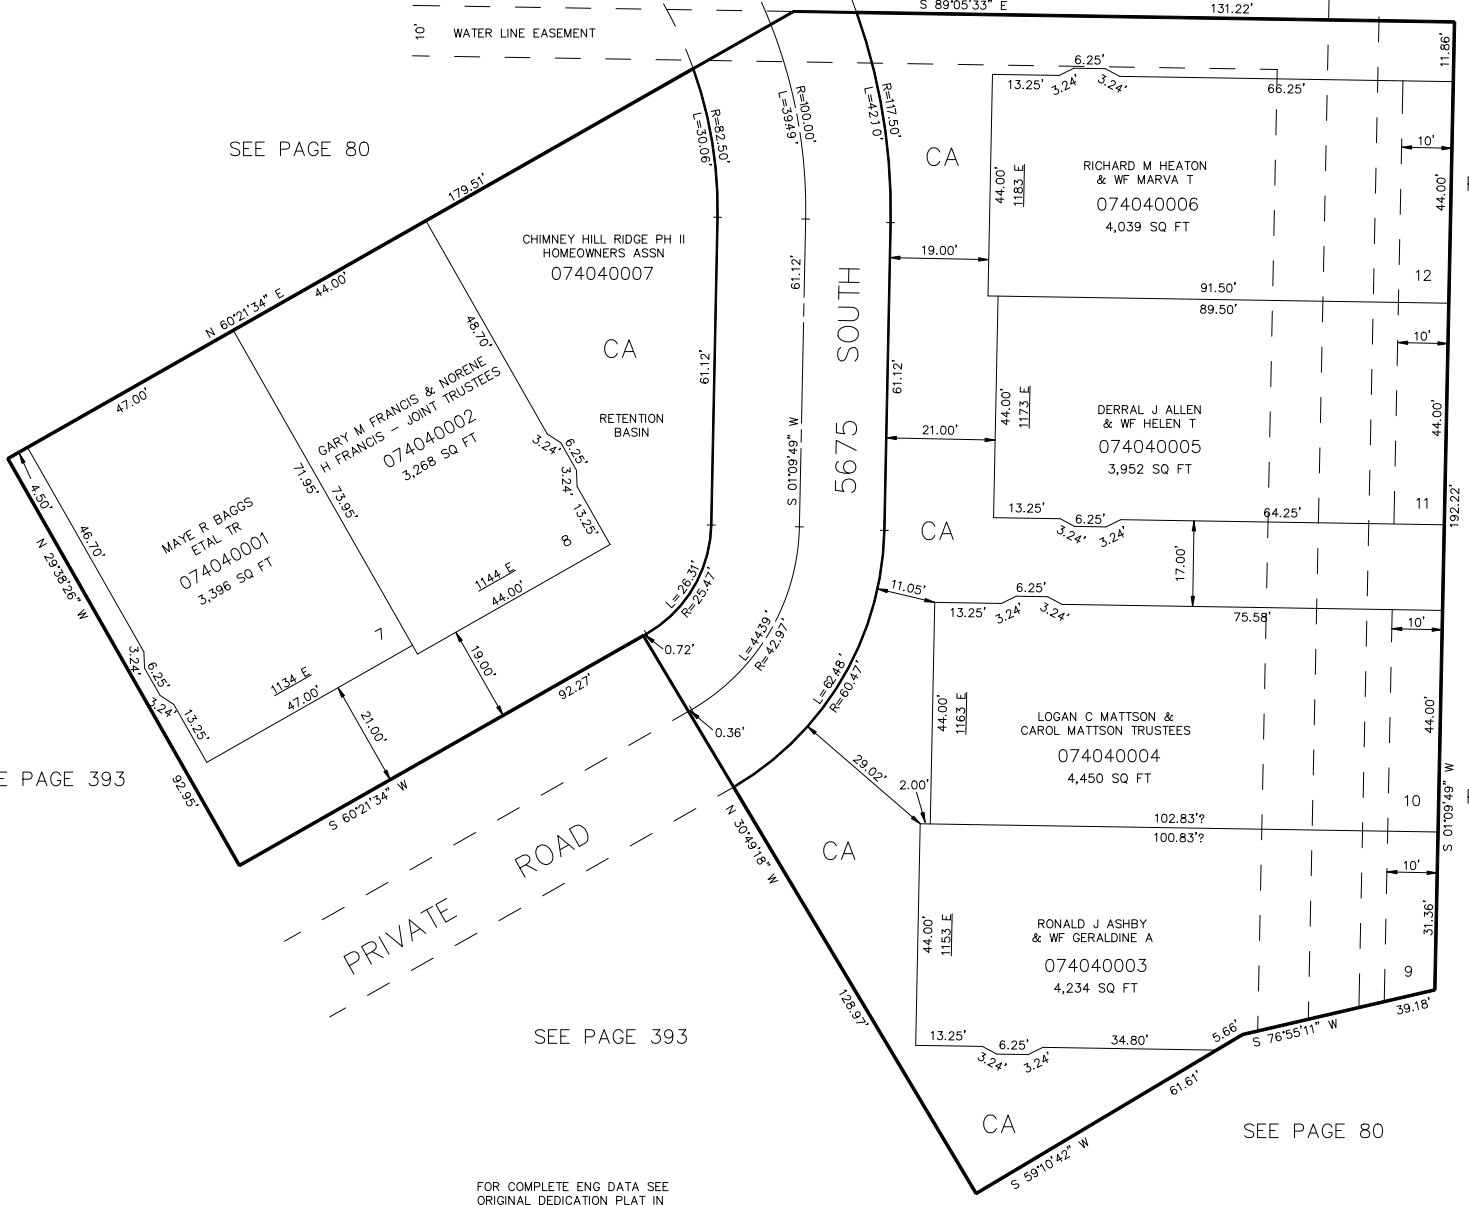 S 89°05'33" E
131.22'
10'
WATER LINE EASEMENT
11.86'
6.25'
13.25'
3.24'
3.24'
66.25'
R=82.50'
L=30.06'
R=100.00'
L=39.49'
R=117.50'
L=42.10'
SEE PAGE 80
179.51'
CA
RICHARD M HEATON
& WF MARVA T
074040006
4,039 SQ FT
44.00'
1183 E
10'
44.00'
CHIMNEY HILL RIDGE PH II
HOMEOWNERS ASSN
074040007
19.00'
61.12'
12
91.50'
89.50'
N 60°21'34" E
44.00'
48.70'
CA
5675 SOUTH
61.12'
61.12'
10'
47.00'
GARY M FRANCIS & NORENE
H FRANCIS - JOINT TRUSTEES
074040002
3,268 SQ FT
RETENTION
BASIN
44.00'
1173 E
DERRAL J ALLEN
& WF HELEN T
074040005
3,952 SQ FT
44.00'
21.00'
S 01°09'49" W
3.24'
6.25'
3.24'
13.25'
71.95'
73.95'
4.50'
46.70'
MAYE R BAGGS
ETAL TR
074040001
3,396 SQ FT
N 29°38'26" W
8
1144 E
44.00'
CA
13.25'
6.25'
3.24'
3.24'
64.25'
11
192.22'
17.00'
L=26.31'
R=25.47'
11.05'
6.25'
13.25'
3.24'
3.24'
75.58'
10'
7
3.24'
6.25'
3.24'
13.25'
1134 E
47.00'
19.00'
21.00'
0.72'
92.27'
L=44.39'
R=42.97'
L=62.48'
R=60.47'
0.36'
44.00'
1163 E
LOGAN C MATTSON &
CAROL MATTSON TRUSTEES
074040004
4,450 SQ FT
44.00'
E PAGE 393
92.95'
S 60°21'34" W
29.02'
2.00'
10
S 01°09'49" W
102.83'?
100.83'?
N 30°49'18" W
CA
PRIVATE ROAD
10'
44.00'
1153 E
RONALD J ASHBY
& WF GERALDINE A
074040003
4,234 SQ FT
31.36'
9
39.18'
128.97'
SEE PAGE 393
13.25'
6.25'
3.24'
3.24'
34.80'
5.66'
S 76°55'11" W
61.61'
CA
S 59°10'42" W
SEE PAGE 80
FOR COMPLETE ENG DATA SEE
ORIGINAL DEDICATION PLAT IN